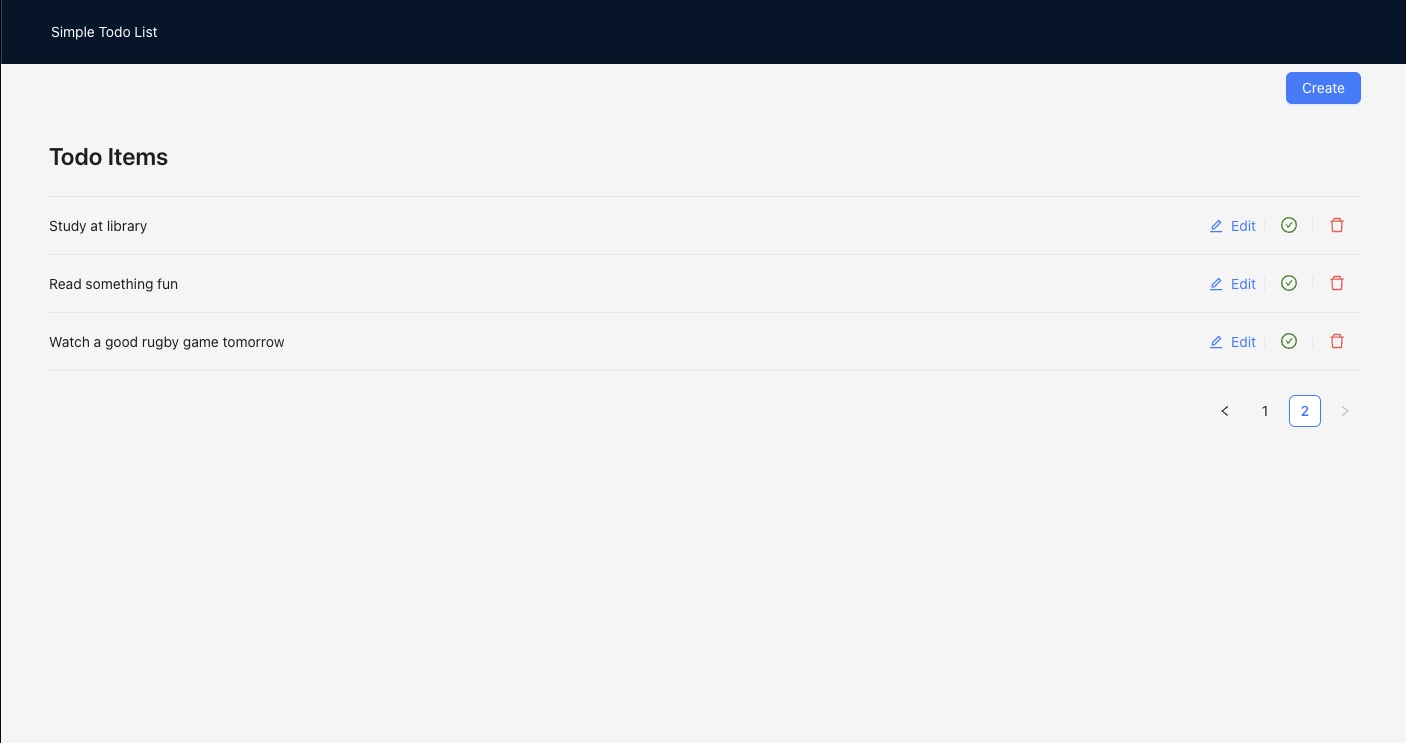 Simple Todo List
Create
Todo Items
Study at library Edit
Read something fun Edit
Watch a good rugby game tomorrow Edit
1 2